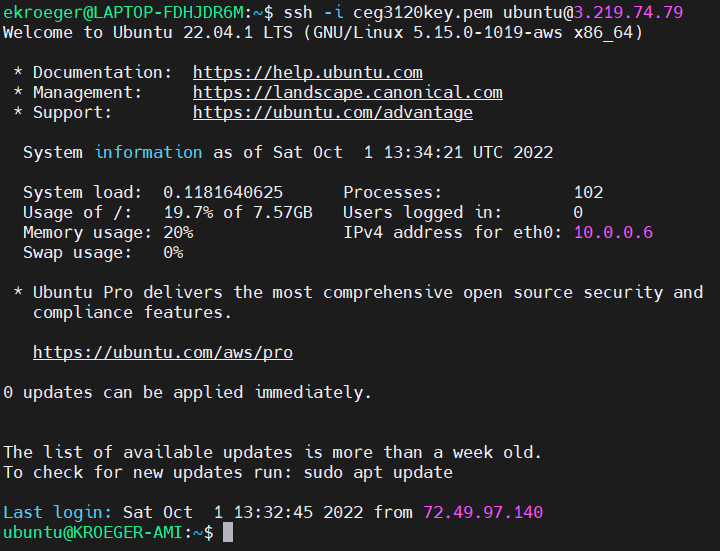 ekroeger@LAPTOP-FDHJDR6M:~$ ssh -i ceg3120key.pem ubuntu@3.219.74.79
Welcome to Ubuntu 22.04.1 LTS (GNU/Linux 5.15.0-1019-aws x86_64)

 * Documentation:  https://help.ubuntu.com
 * Management:     https://landscape.canonical.com
 * Support:        https://ubuntu.com/advantage

  System information as of Sat Oct  1 13:34:21 UTC 2022

  System load:  0.1181640625      Processes:             102
  Usage of /:   19.7% of 7.57GB   Users logged in:       0
  Memory usage: 20%               IPv4 address for eth0: 10.0.0.6
  Swap usage:   0%

 * Ubuntu Pro delivers the most comprehensive open source security and
   compliance features.

   https://ubuntu.com/aws/pro

0 updates can be applied immediately.


The list of available updates is more than a week old.
To check for new updates run: sudo apt update

Last login: Sat Oct  1 13:32:45 2022 from 72.49.97.140
ubuntu@KROEGER-AMI:~$